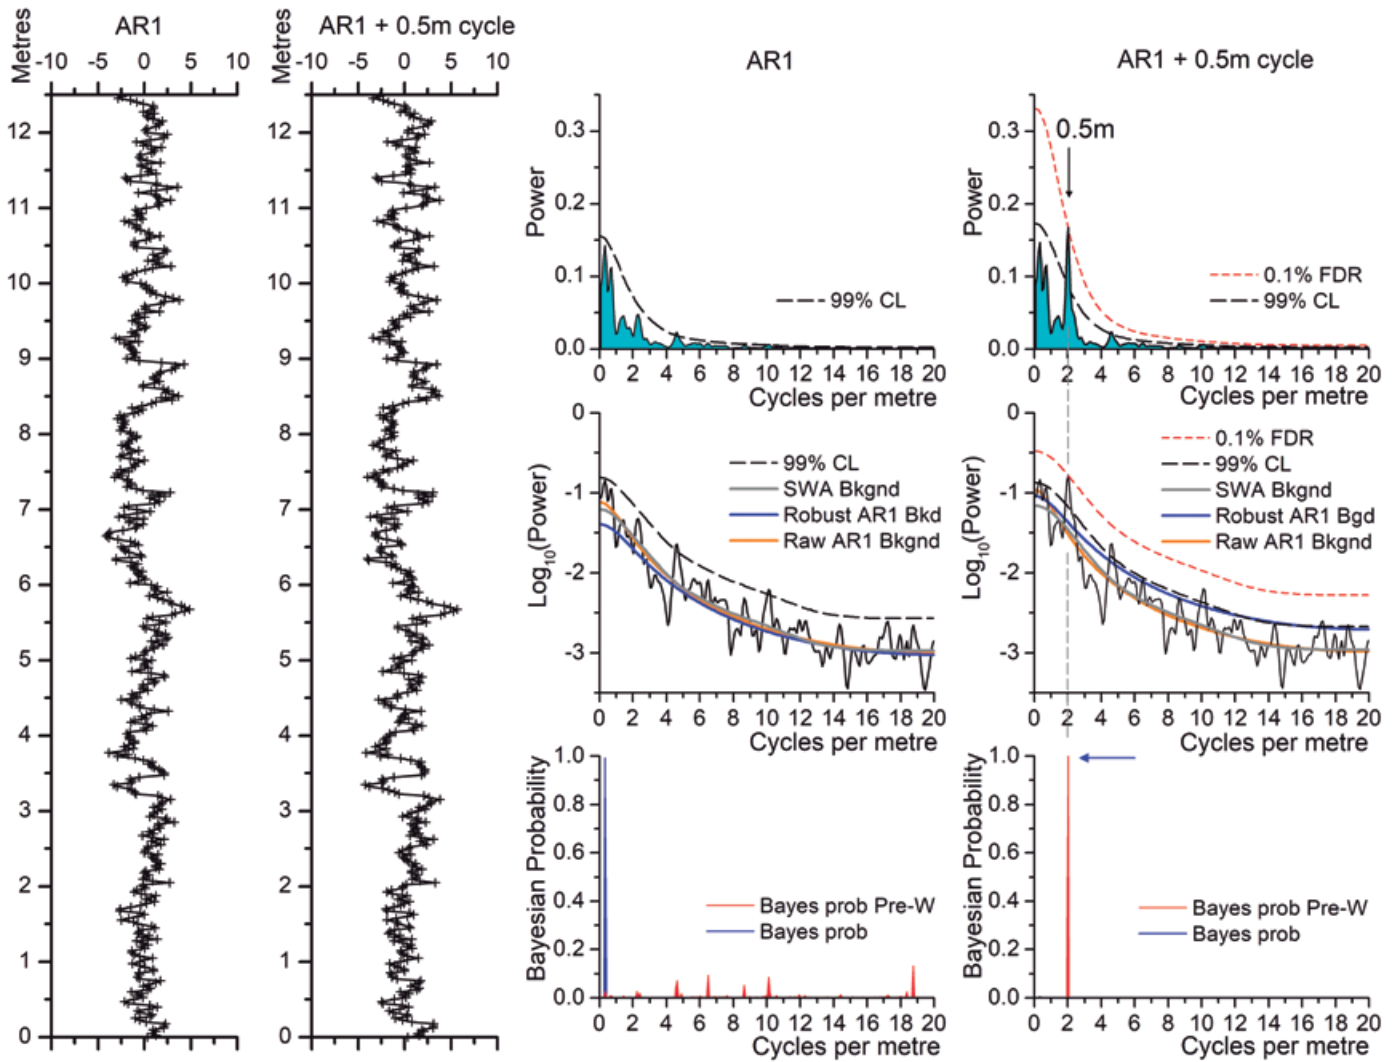 AR1
Metres
-10 -5 0 5 10
12
11
10
9
8
7
6
5
4
3
2
1
0
AR1 + 0.5m cycle
Metres
-10 -5 0 5 10
12
11
10
9
8
7
6
5
4
3
2
1
0
AR1
Power
0.3
0.2
0.1
0.0
99% CL
0 2 4 6 8 10 12 14 16 18 20
Cycles per metre
AR1 + 0.5m cycle
Power
0.3
0.2
0.1
0.0
0.5m
0.1% FDR
99% CL
0 2 4 6 8 10 12 14 16 18 20
Cycles per metre
Log10(Power)
0
-1
-2
-3
99% CL
SWA Bkgnd
Robust AR1 Bkd
Raw AR1 Bkgnd
0 2 4 6 8 10 12 14 16 18 20
Cycles per metre
Log10(Power)
0
-1
-2
-3
0.1% FDR
99% CL
SWA Bkgnd
Robust AR1 Bgd
Raw AR1 Bkgnd
0 2 4 6 8 10 12 14 16 18 20
Cycles per metre
Bayesian Probability
1.0
0.8
0.6
0.4
0.2
0.0
Bayes prob Pre-W
Bayes prob
0 2 4 6 8 10 12 14 16 18 20
Cycles per metre
Bayesian Probability
1.0
0.8
0.6
0.4
0.2
0.0
Bayes prob Pre-W
Bayes prob
0 2 4 6 8 10 12 14 16 18 20
Cycles per metre